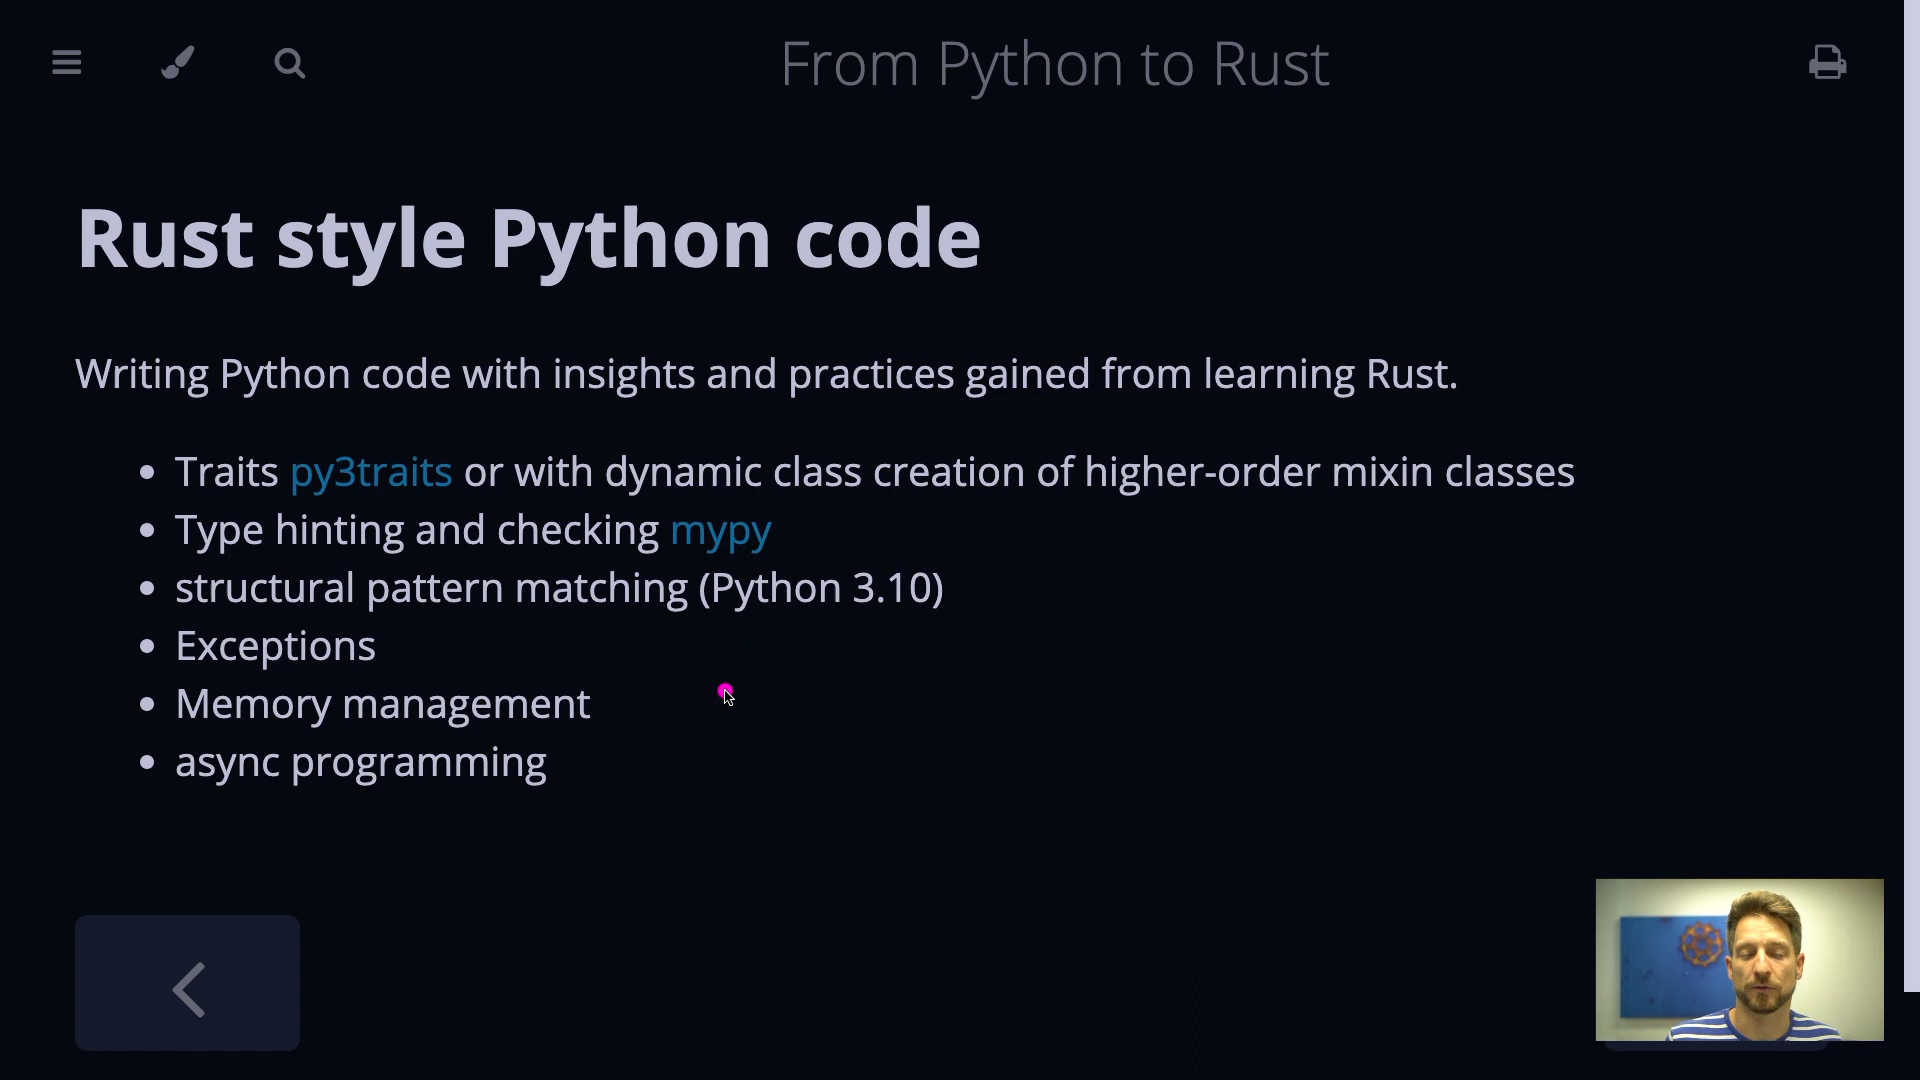 From Python to Rust
Rust style Python code
Writing Python code with insights and practices gained from learning Rust.
Traits py3traits or with dynamic class creation of higher-order mixin classes
Type hinting and checking mypy
structural pattern matching (Python 3.10)
Exceptions
Memory management
async programming